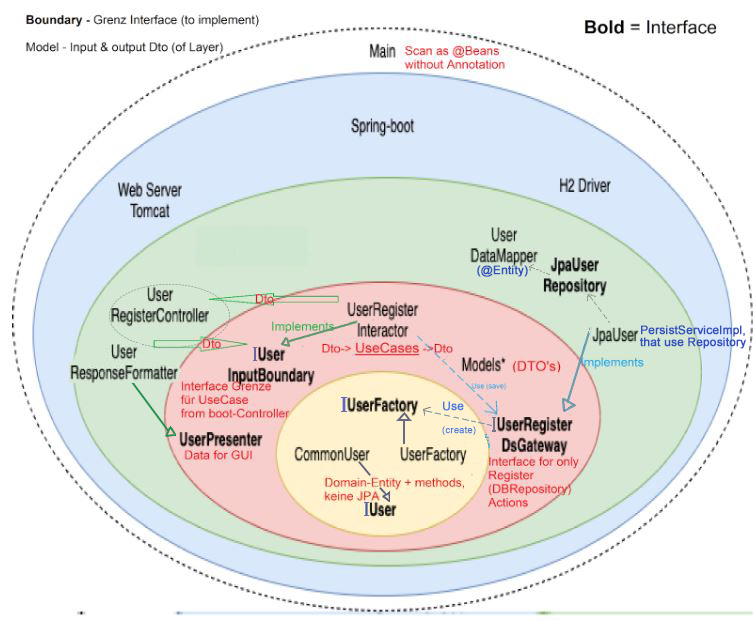 Boundary - Grenz Interface (to implement)
Bold = Interface
Model - Input & output Dto (of Layer)
Main
Scan as @Beans
without Annotation
Spring-boot
Web Server
Tomcat
H2 Driver
User
DataMapper
(@Entity)
JpaUser
Repository
User
RegisterController
Dto
UserRegister
Interactor
Implements
JpaUser
PersistServiceImpl,
that use Repository
Dto
Dto-> UseCases ->Dto
User
ResponseFormatter
IUser
InputBoundary
Models* (DTO's)
Implements
Interface Grenze
für UseCase
from boot-Controller
Use (save)
IUserFactory
Use
(create)
IUserRegister
DsGateway
UserPresenter
Data for GUI
CommonUser
UserFactory
Interface for only
Register
(DBRepository)
Actions
Domain-Entity + methods,
keine JPA
IUser